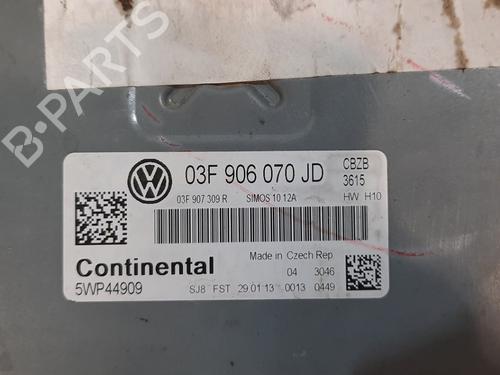 B-PARTS
03F 906 070 JD
CBZB
3615
03F 907 309 R SIMOS 10 12A HW H10
Continental
Made in Czech Rep
04 3046
5WP44909
SJ8 FST 29 01 13 0013 0449